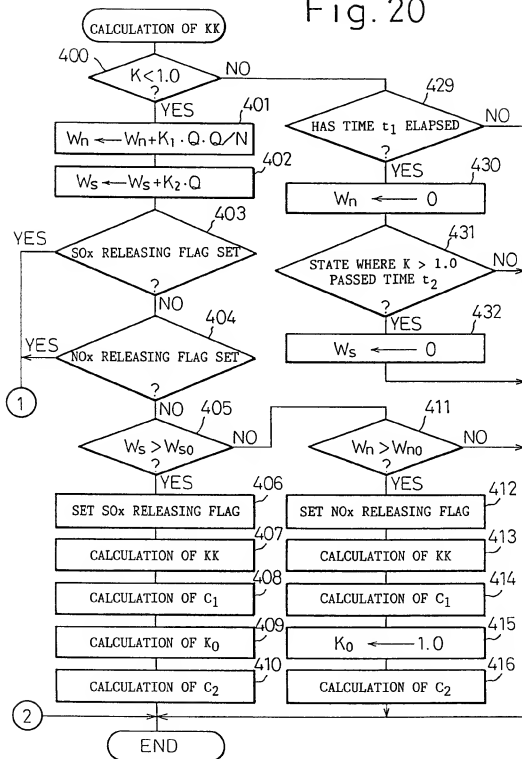 Fig. 20
CALCULATION OF KK
400
K<1.0
?
NO
YES
401
Wn ← Wn+K1·Q·Q/N
402
Ws ← Ws+K2·Q
403
YES
SOx RELEASING FLAG SET
?
NO
404
YES
NOx RELEASING FLAG SET
?
NO
1
405
Ws>Wso
NO
?
YES
406
SET SOx RELEASING FLAG
407
CALCULATION OF KK
408
CALCULATION OF C1
409
CALCULATION OF K0
410
CALCULATION OF C2
2
END
429
HAS TIME t1 ELAPSED
NO
?
YES
430
Wn ← 0
431
STATE WHERE K > 1.0
PASSED TIME t2
NO
?
YES
432
Ws ← 0
411
Wn>Wno
NO
?
YES
412
SET NOx RELEASING FLAG
413
CALCULATION OF KK
414
CALCULATION OF C1
415
K0 ← 1.0
416
CALCULATION OF C2